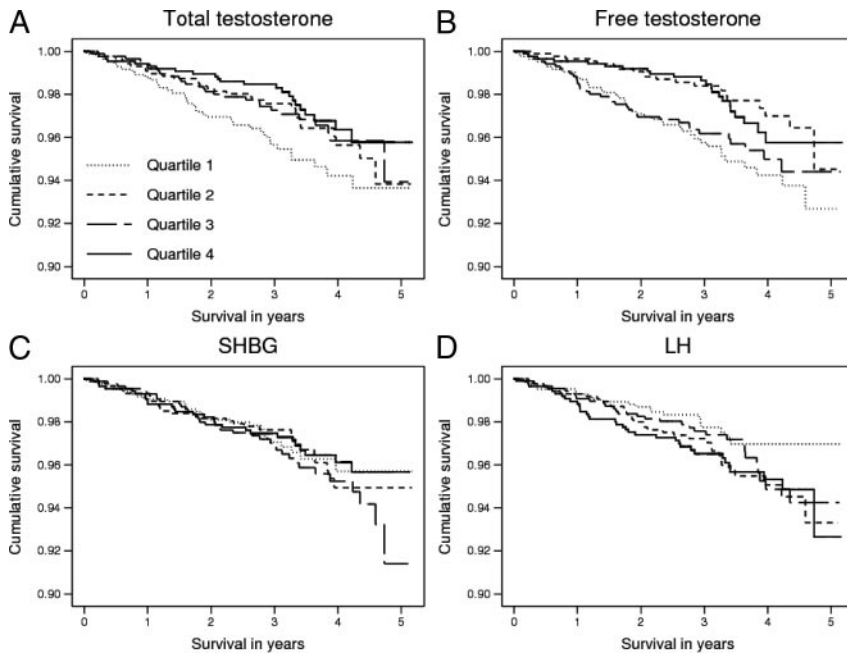 A
Total testosterone
Cumulative survival
1.00
0.98
0.96
0.94
0.92
0.90
Quartile 1
Quartile 2
Quartile 3
Quartile 4
0 1 2 3 4 5
Survival in years
B
Free testosterone
Cumulative survival
1.00
0.98
0.96
0.94
0.92
0.90
0 1 2 3 4 5
Survival in years
C
SHBG
Cumulative survival
1.00
0.98
0.96
0.94
0.92
0.90
0 1 2 3 4 5
Survival in years
D
LH
Cumulative survival
1.00
0.98
0.96
0.94
0.92
0.90
0 1 2 3 4 5
Survival in years